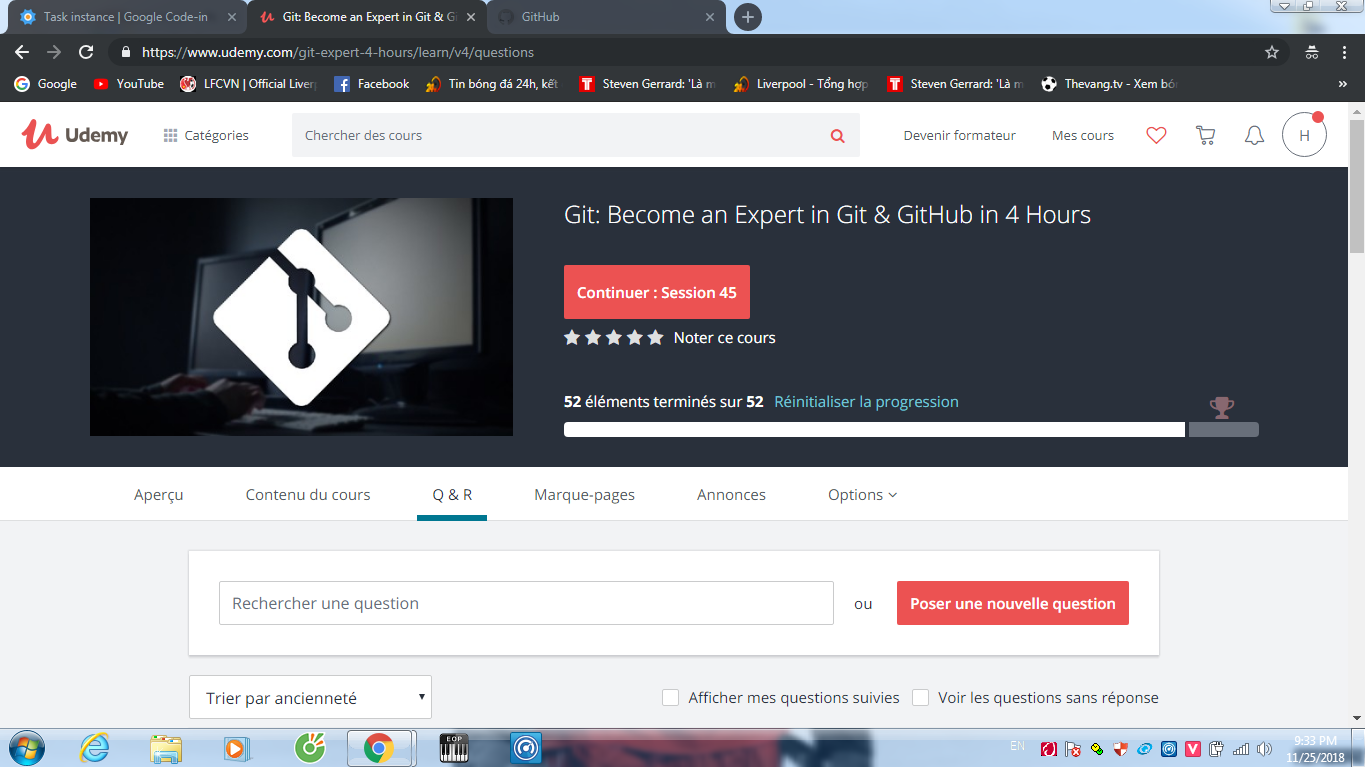 Task instance | Google Code-in
Git: Become an Expert in Git & Gi
GitHub
https://www.udemy.com/git-expert-4-hours/learn/v4/questions
Google
YouTube
LFCVN | Official Liver
Facebook
Tin bóng đá 24h, kết
Steven Gerrard: 'Là m
Liverpool - Tổng hợp
Steven Gerrard: 'Là m
Thevang.tv - Xem bón
»
Udemy
Catégories
Chercher des cours
Devenir formateur
Mes cours
H
Git: Become an Expert in Git & GitHub in 4 Hours
Continuer : Session 45
Noter ce cours
52 éléments terminés sur 52 Réinitialiser la progression
Aperçu
Contenu du cours
Q & R
Marque-pages
Annonces
Options
Rechercher une question
ou
Poser une nouvelle question
Trier par ancienneté
Afficher mes questions suivies
Voir les questions sans réponse
EOP
EN
V
9:33 PM
11/25/2018